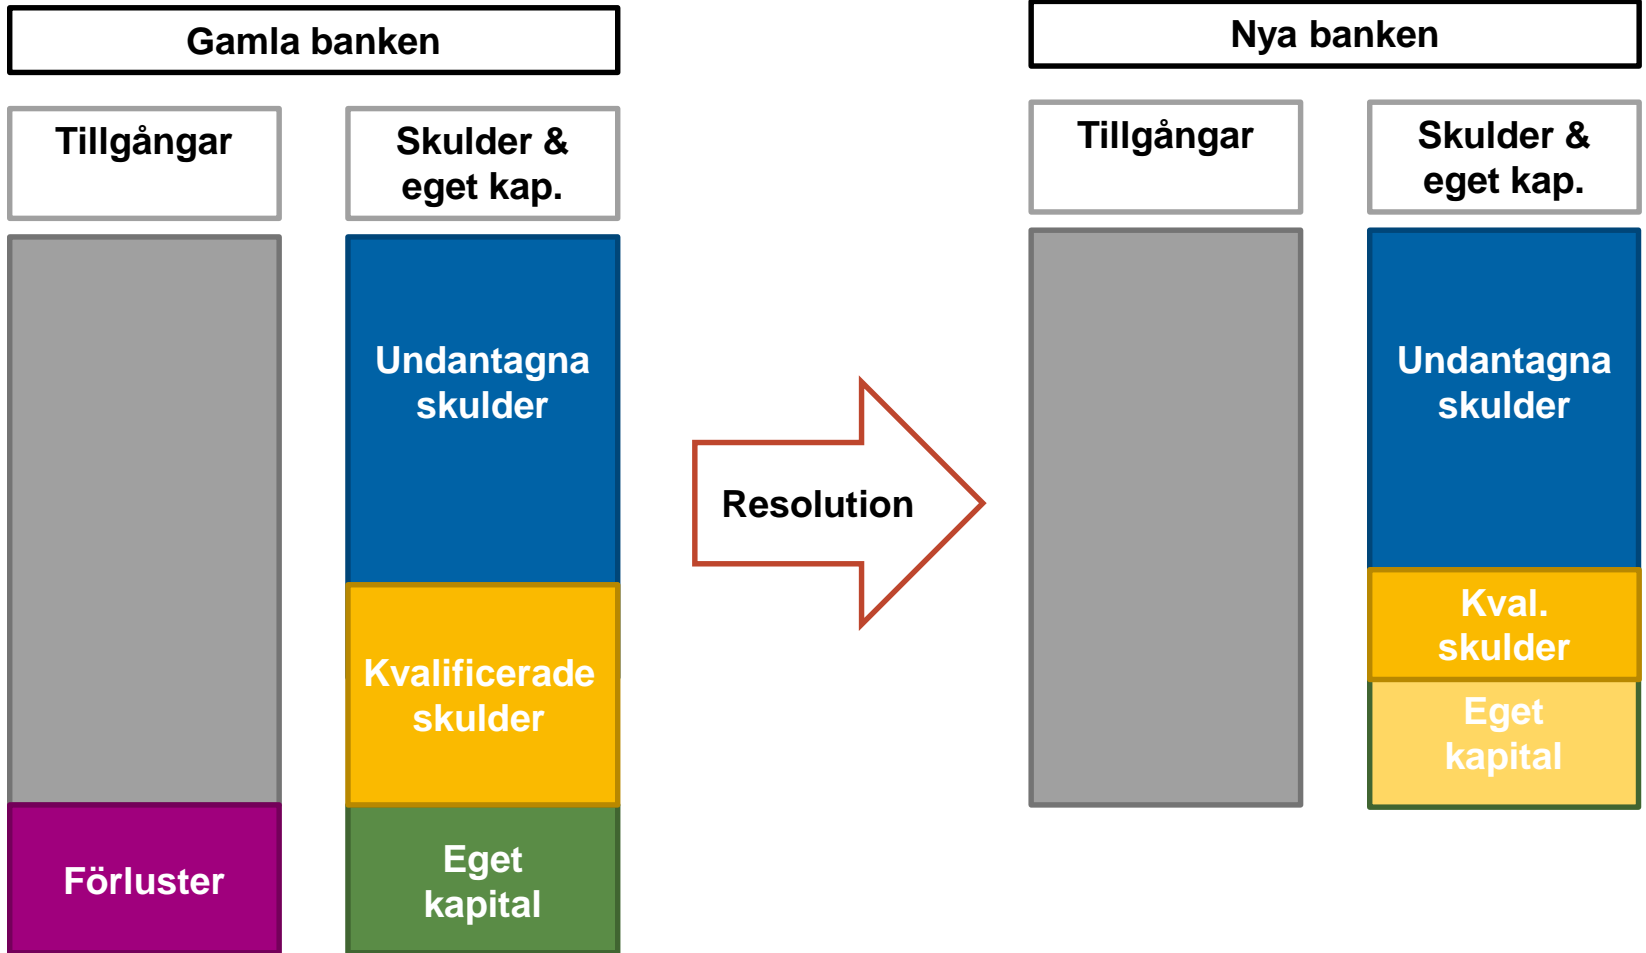 Gamla banken
Nya banken
Tillgångar
Skulder &
eget kap.
Tillgångar
Skulder &
eget kap.
Undantagna
skulder
Kvalificerade
skulder
Förluster
Eget
kapital
Resolution
Undantagna
skulder
Kval.
skulder
Eget
kapital